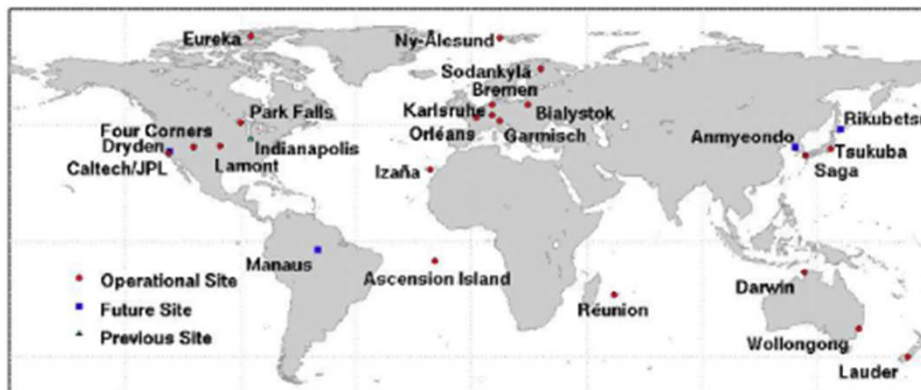 Eureka
Ny-Ålesund
Sodankylä
Bremen
Park Falls
Karlsruhe
Bialystok
Rikubetsu
Four Corners
Orléans
Garmisch
Anmyeondo
Dryden
Indianapolis
Tsukuba
Caltech/JPL
Lamont
Izaña
Saga
Manaus
Ascension Island
Operational Site
Darwin
Future Site
Réunion
Previous Site
Wollongong
Lauder